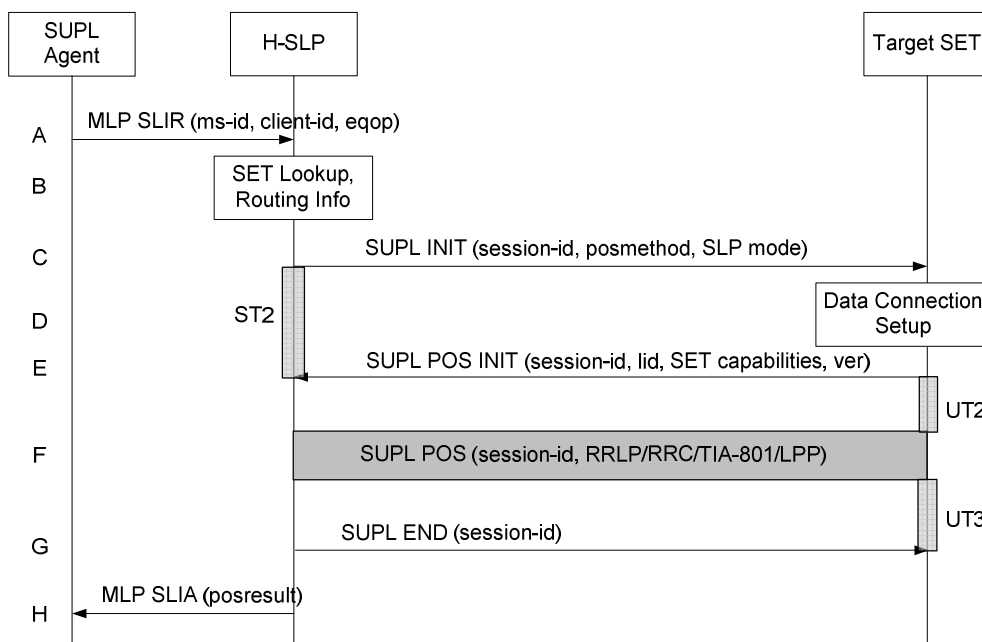 SUPL
Agent
H-SLP
Target SET
A
MLP SLIR (ms-id, client-id, eqop)
B
SET Lookup,
Routing Info
C
SUPL INIT (session-id, posmethod, SLP mode)
D
ST2
Data Connection
Setup
E
SUPL POS INIT (session-id, lid, SET capabilities, ver)
UT2
F
SUPL POS (session-id, RRLP/RRC/TIA-801/LPP)
UT3
G
SUPL END (session-id)
H
MLP SLIA (posresult)